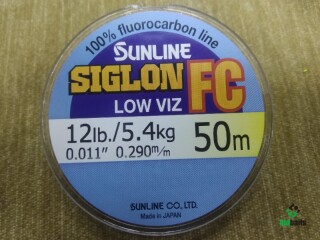 100% fluorocarbon line
SUNLINE
SIGLON FC
LOW VIZ
12lb./5.4kg 50m
0.011" 0.290m/m
SUNLINE CO.,LTD.
Made in JAPAN